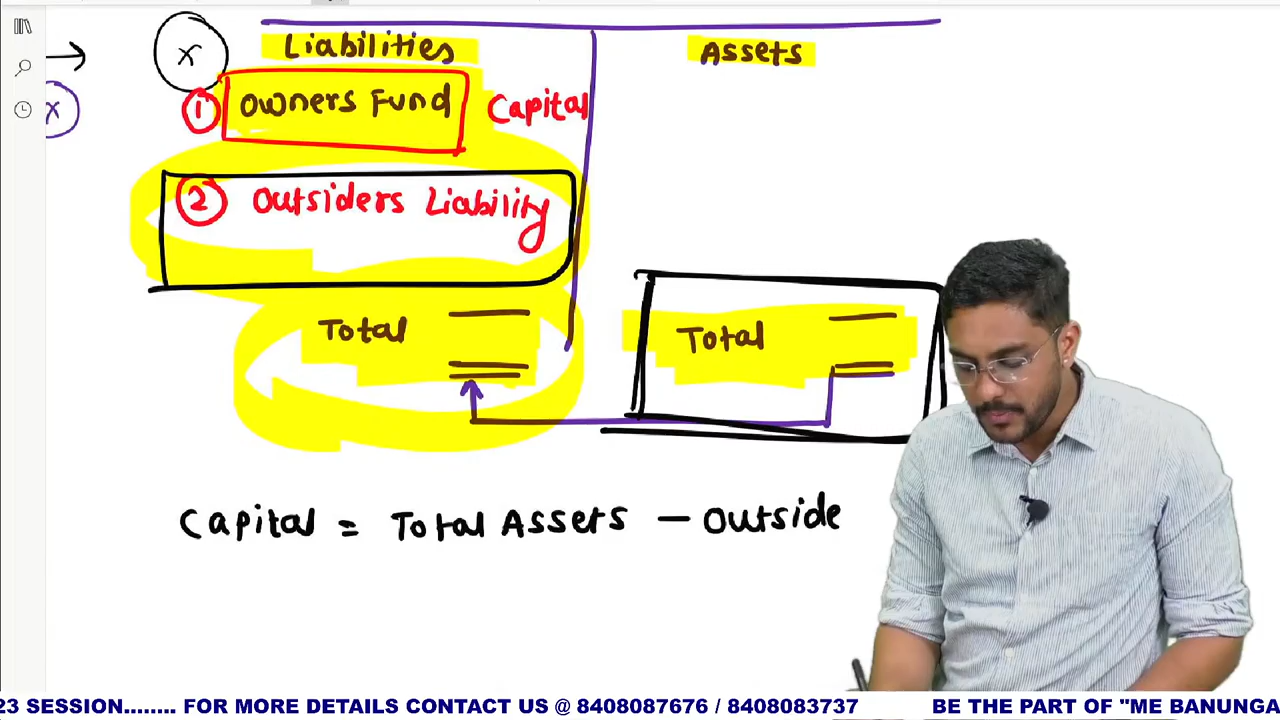 Liabilities
Assets
x
① Owners Fund Capital
x
② Outsiders Liability
Total
Total
Capital = Total Assets – Outside
23 SESSION........ FOR MORE DETAILS CONTACT US @ 8408087676 / 8408083737 BE THE PART OF "ME BANUNGA